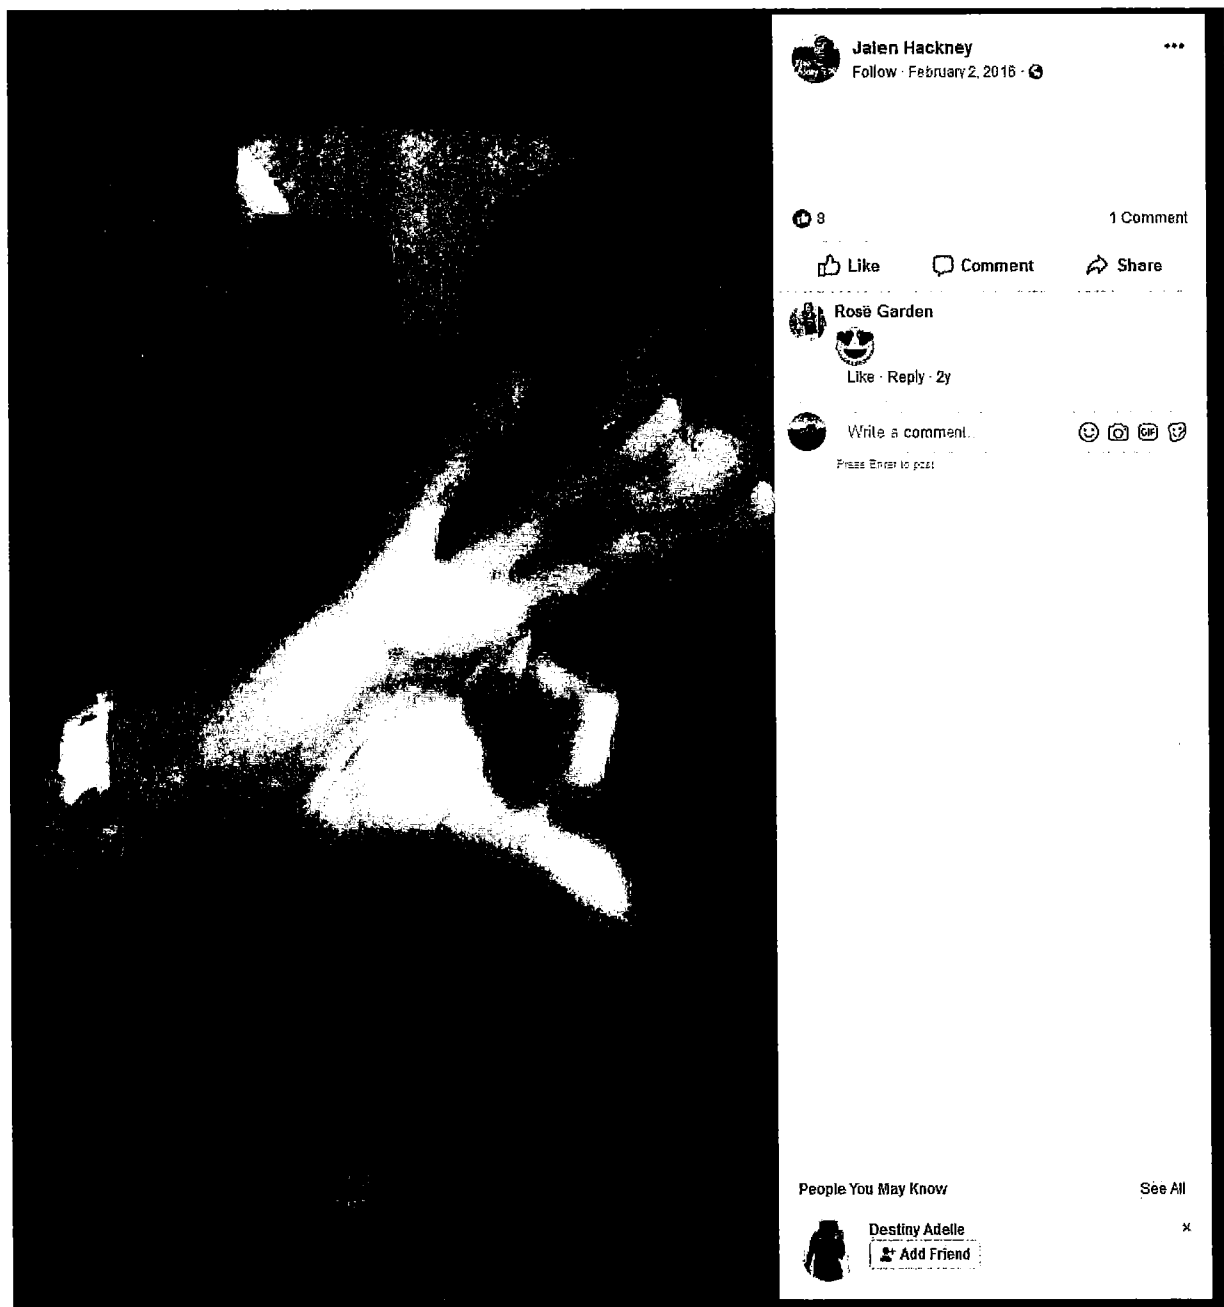 Jalen Hackney
Follow · February 2, 2016 ·
8
1 Comment
Like
Comment
Share
Rosë Garden
Like · Reply · 2y
Write a comment...
GIF
Press Enter to post
People You May Know
See All
Destiny Adelle
Add Friend